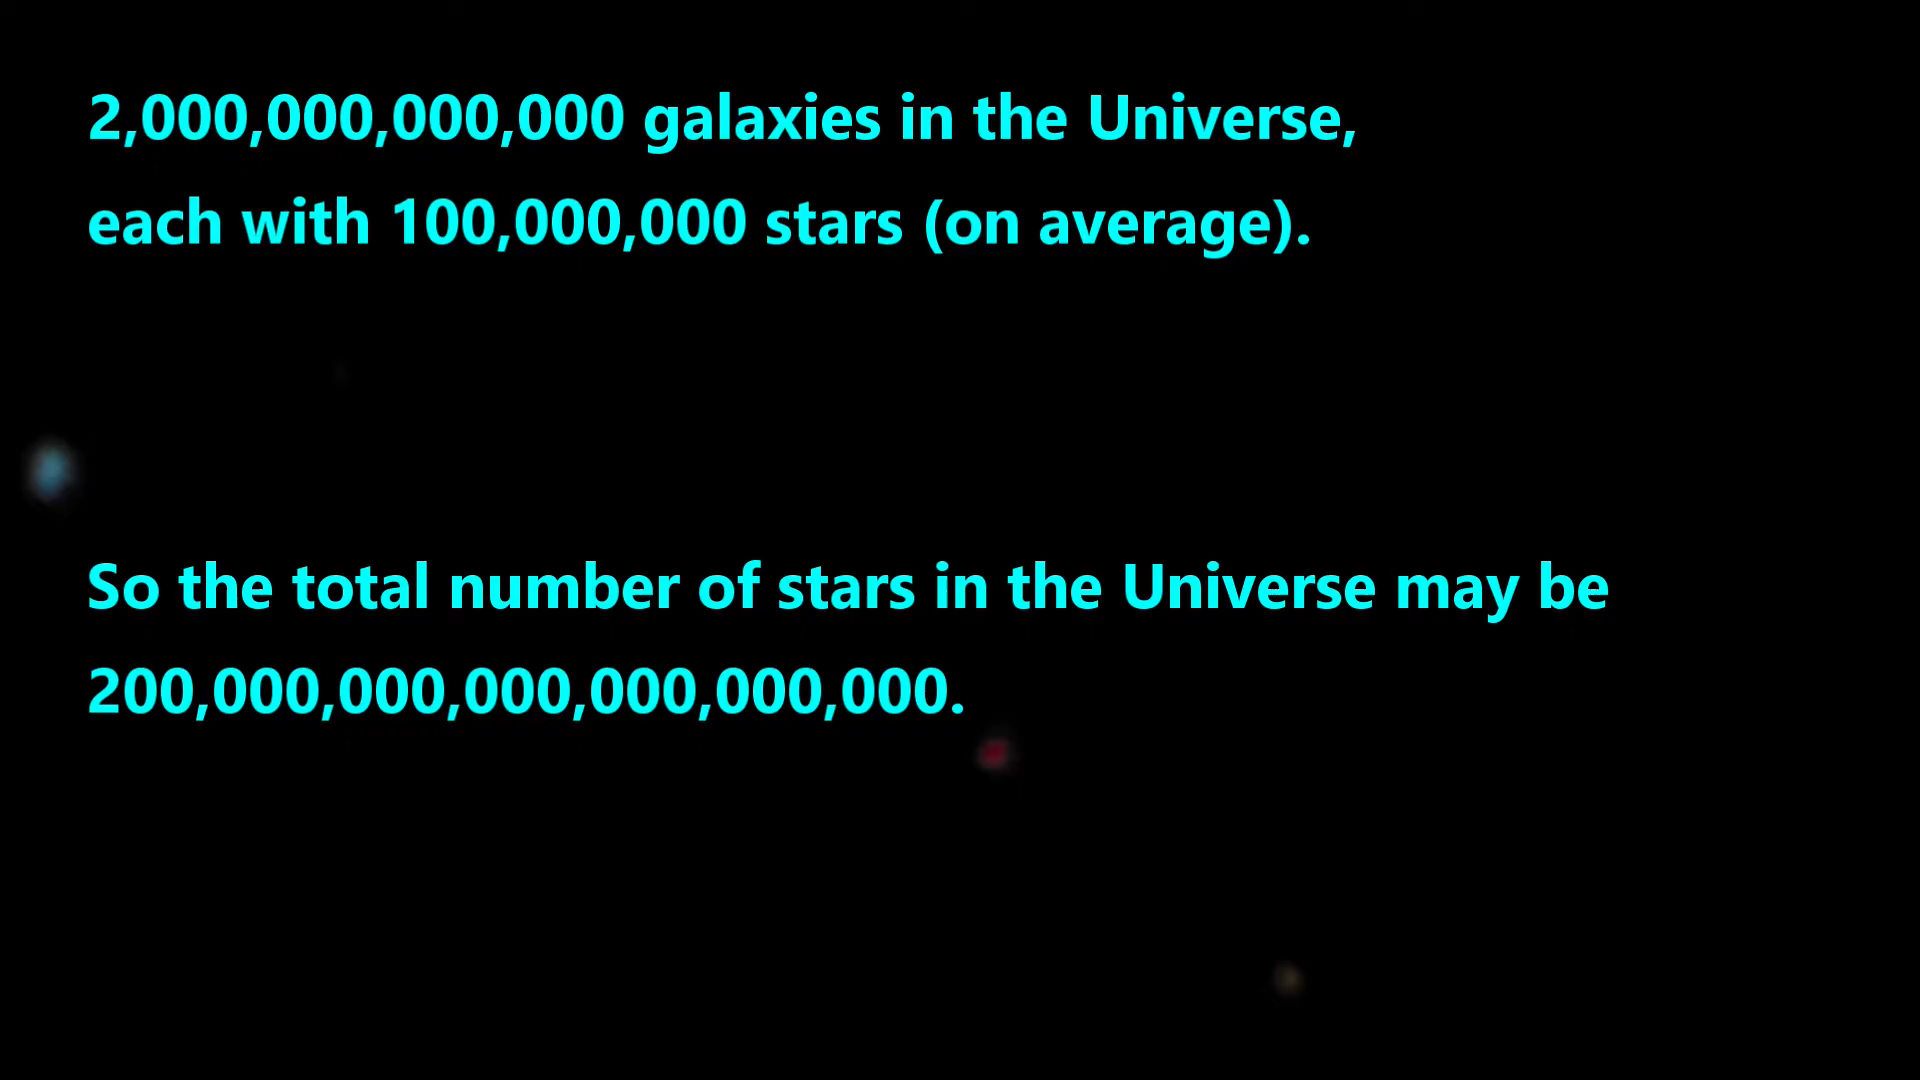 2,000,000,000,000 galaxies in the Universe,
each with 100,000,000 stars (on average).
So the total number of stars in the Universe may be
200,000,000,000,000,000,000.